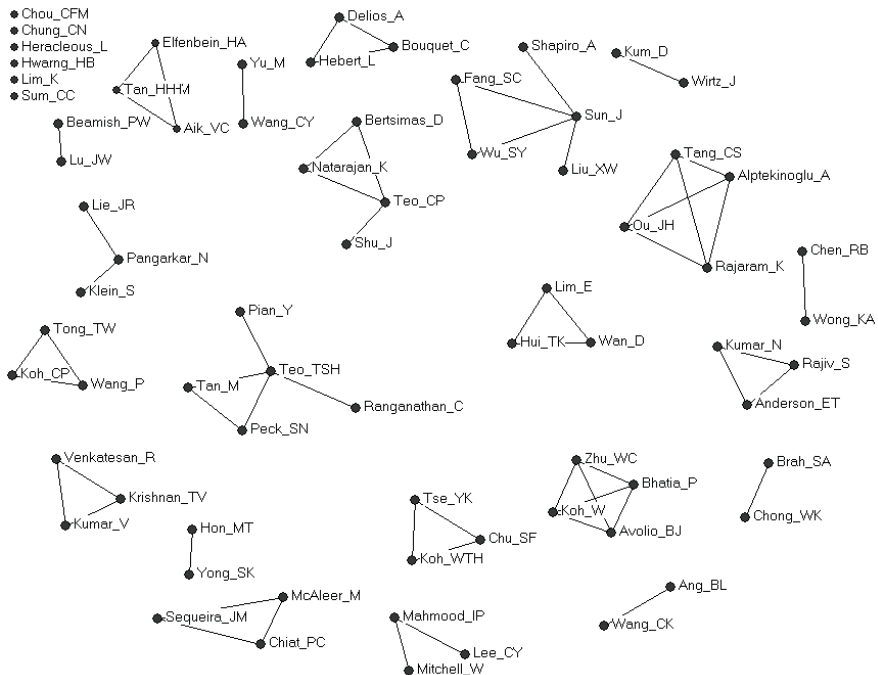 Chou_CFM
Chung_CN
Heracleous_L
Hwarng_HB
Lim_K
Sum_CC
Delios_A
Bouquet_C
Hebert_L
Elfenbein_HA
Tan_HHM
Aik_VC
Yu_M
Wang_CY
Shapiro_A
Kum_D
Wirtz_J
Fang_SC
Sun_J
Wu_SY
Liu_XW
Beamish_PW
Lu_JW
Bertsimas_D
Natarajan_K
Teo_CP
Shu_J
Tang_CS
Alptekinoglu_A
Ou_JH
Rajaram_K
Lie_JR
Pangarkar_N
Klein_S
Chen_RB
Wong_KA
Lim_E
Hui_TK
Wan_D
Pian_Y
Tong_TW
Koh_CP
Wang_P
Teo_TSH
Tan_M
Ranganathan_C
Peck_SN
Kumar_N
Rajiv_S
Anderson_ET
Venkatesan_R
Krishnan_TV
Kumar_V
Zhu_WC
Bhatia_P
Koh_W
Avolio_BJ
Brah_SA
Chong_WK
Tse_YK
Chu_SF
Koh_WTH
Hon_MT
Yong_SK
McAleer_M
Sequeira_JM
Chiat_PC
Mahmood_IP
Lee_CY
Mitchell_W
Ang_BL
Wang_CK